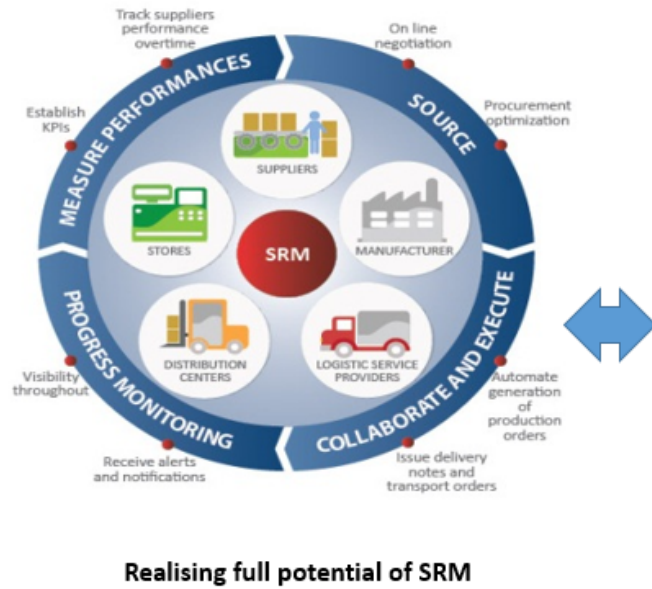 Track suppliers
performance
overtime
On line
negotiation
Establish
KPIs
Procurement
optimization
MEASURE PERFORMANCES
SOURCE
SUPPLIERS
STORES
SRM
MANUFACTURER
DISTRIBUTION
CENTERS
LOGISTIC SERVICE
PROVIDERS
PROGRESS MONITORING
COLLABORATE AND EXECUTE
Visibility
throughout
Automate
generation
of
production
orders
Receive alerts
and notifications
Issue delivery
notes and
transport orders
Realising full potential of SRM